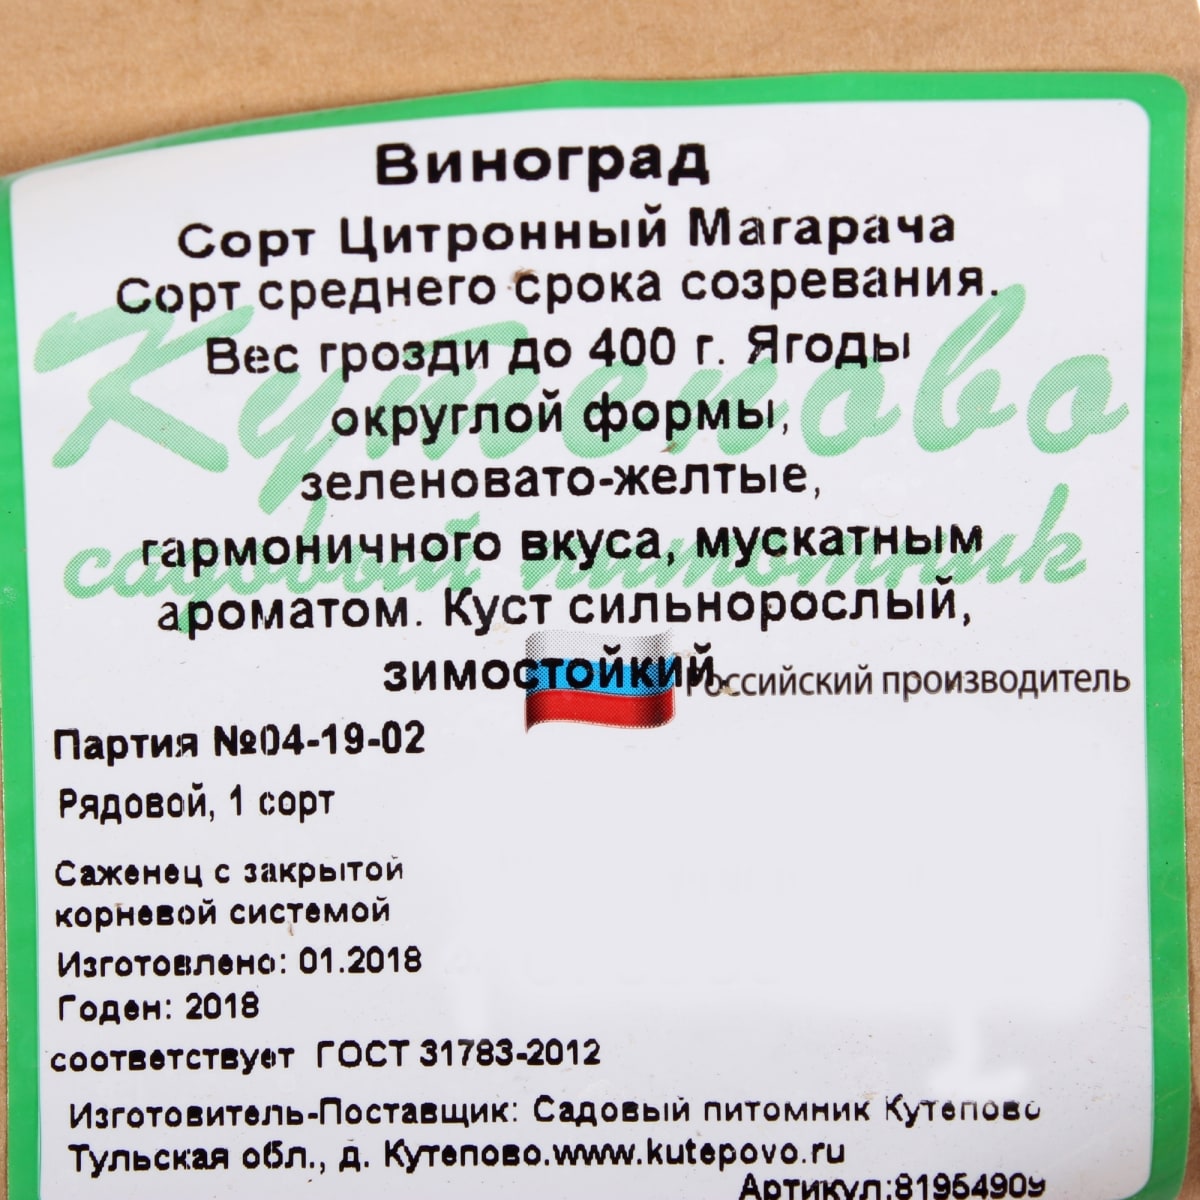 Виноград
Сорт Цитронный Магарача
Сорт среднего срока созревания.
Вес грозди до 400 г. Ягоды
округлой формы,
зеленовато-желтые,
гармоничного вкуса, мускатным
ароматом. Куст сильнорослый,
зимостойкий.
Кутепово
садовый питомник
Российский производитель
Партия №04-19-02
Рядовой, 1 сорт
Саженец с закрытой
корневой системой
Изготовлено: 01.2018
Годен: 2018
соответствует ГОСТ 31783-2012
Изготовитель-Поставщик: Садовый питомник Кутепово
Тульская обл., д. Кутепово.www.kutepovo.ru
Артикул:81954909